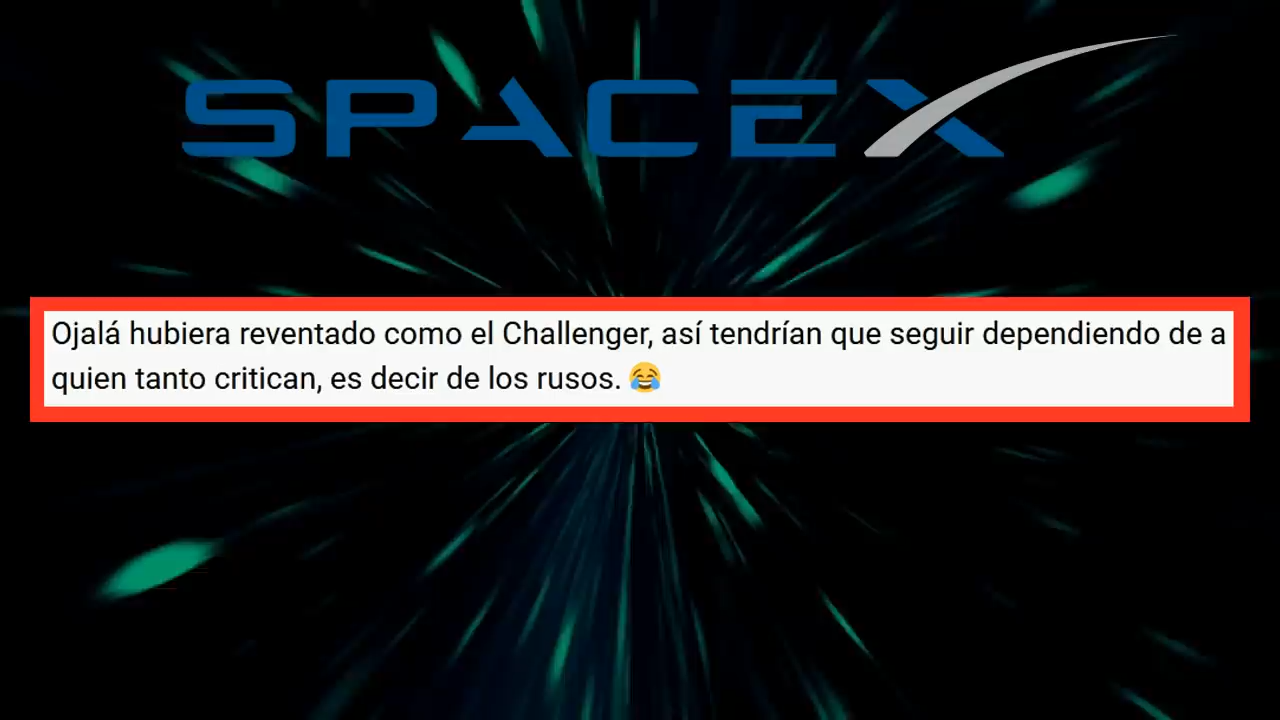 SPACEX
Ojalá hubiera reventado como el Challenger, así tendrían que seguir dependiendo de a
quien tanto critican, es decir de los rusos. 😂